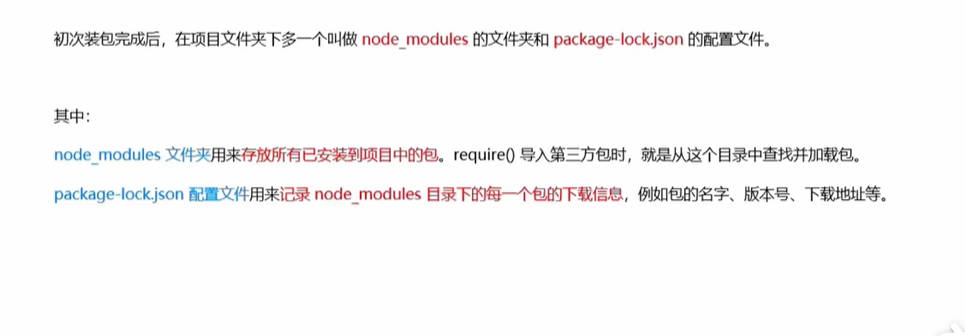 初次装包完成后，在项目文件夹下多一个叫做 node_modules 的文件夹和 package-lock.json 的配置文件。
其中：
node_modules 文件夹用来存放所有已安装到项目中的包。require() 导入第三方包时，就是从这个目录中查找并加载包。
package-lock.json 配置文件用来记录 node_modules 目录下的每一个包的下载信息，例如包的名字、版本号、下载地址等。